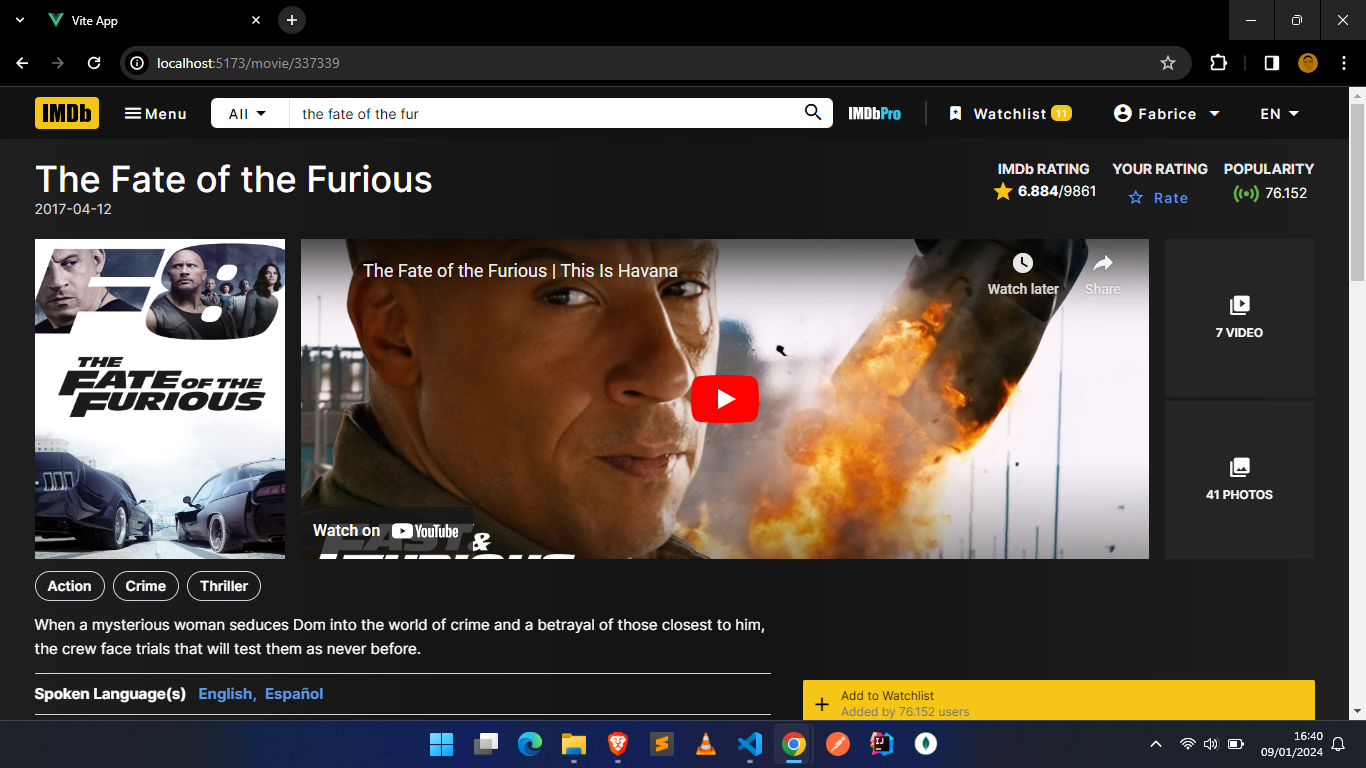 Vite App
localhost:5173/movie/337339
IMDb
Menu
All
the fate of the fur
IMDbPro
Watchlist 11
Fabrice
EN
The Fate of the Furious
2017-04-12
IMDb RATING
6.884/9861
YOUR RATING
Rate
POPULARITY
76.152
F8
THE
FATE OF THE
FURIOUS
The Fate of the Furious | This Is Havana
Watch later
Share
Watch on YouTube
FAST &
FURIOUS
7 VIDEO
41 PHOTOS
Action
Crime
Thriller
When a mysterious woman seduces Dom into the world of crime and a betrayal of those closest to him,
the crew face trials that will test them as never before.
Spoken Language(s) English, Español
+ Add to Watchlist
Added by 76.152 users
16:40
09/01/2024